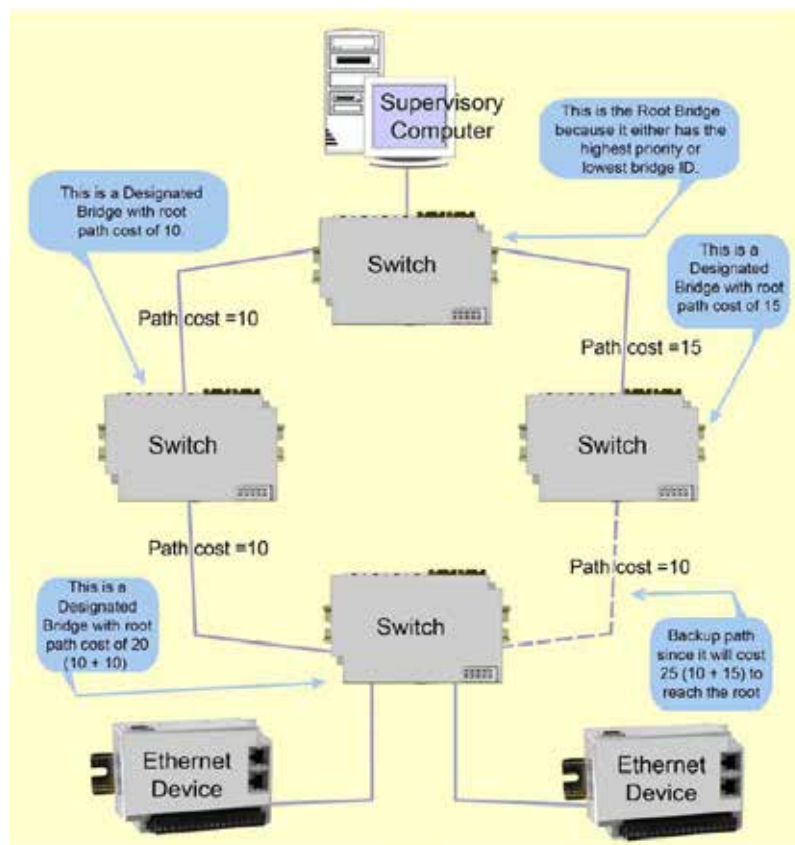 Supervisory
Computer
This is the Root Bridge
because it either has the
highest priority or
lowest bridge ID.
This is a Designated
Bridge with root
path cost of 10.
Switch
This is a
Designated
Bridge with root
path cost of 15
Path cost =10
Path cost =15
Switch
Switch
Path cost =10
Path cost =10
This is a
Designated
Bridge with root
path cost of 20
(10 + 10)
Switch
Backup path
since it will cost
25 (10 + 15) to
reach the root
Ethernet
Device
Ethernet
Device